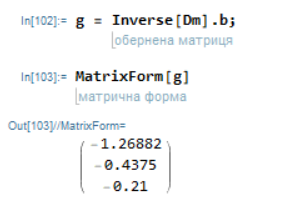 In[102]:= g = Inverse[Dm].b;
обернена матриця
In[103]:= MatrixForm[g]
матрична форма
Out[103]//MatrixForm=
-1.26882
-0.4375
-0.21